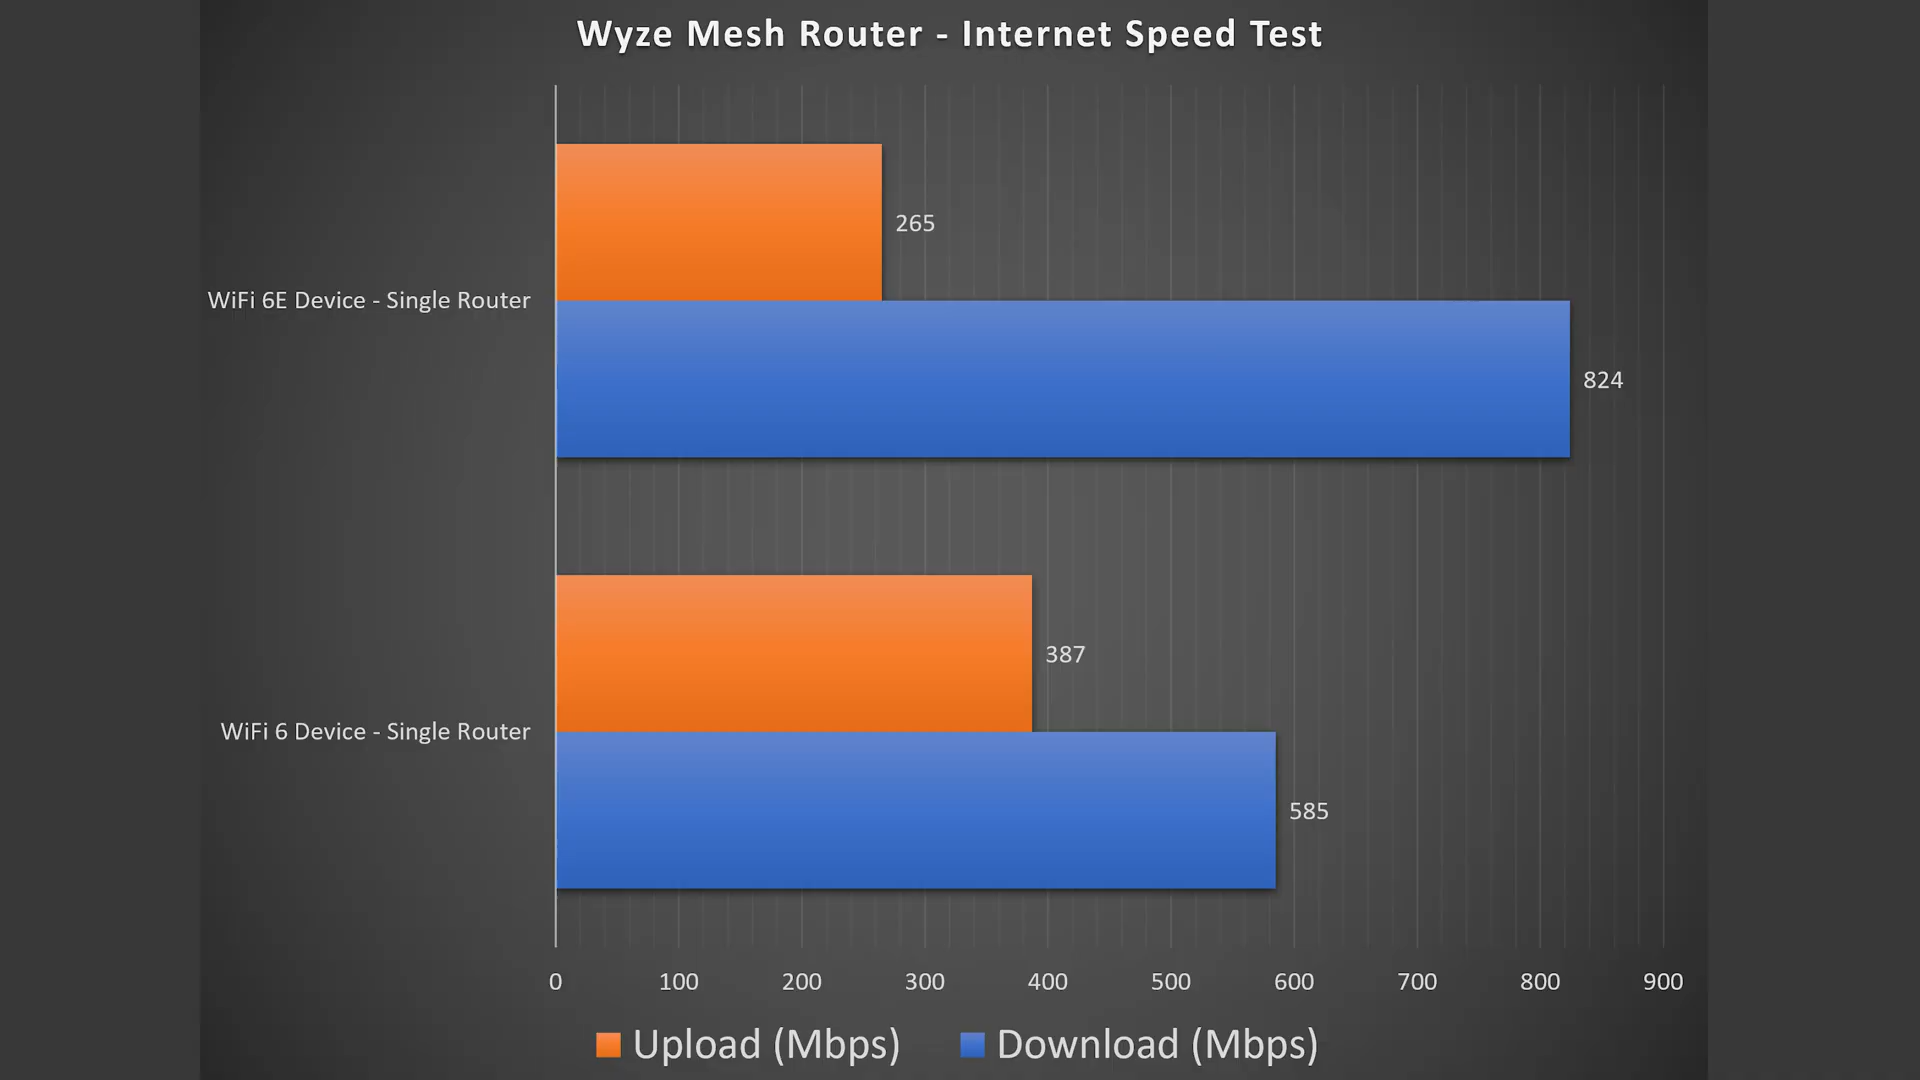 Wyze Mesh Router - Internet Speed Test
265
WiFi 6E Device - Single Router
824
387
WiFi 6 Device - Single Router
585
0 100 200 300 400 500 600 700 800 900
Upload (Mbps) Download (Mbps)